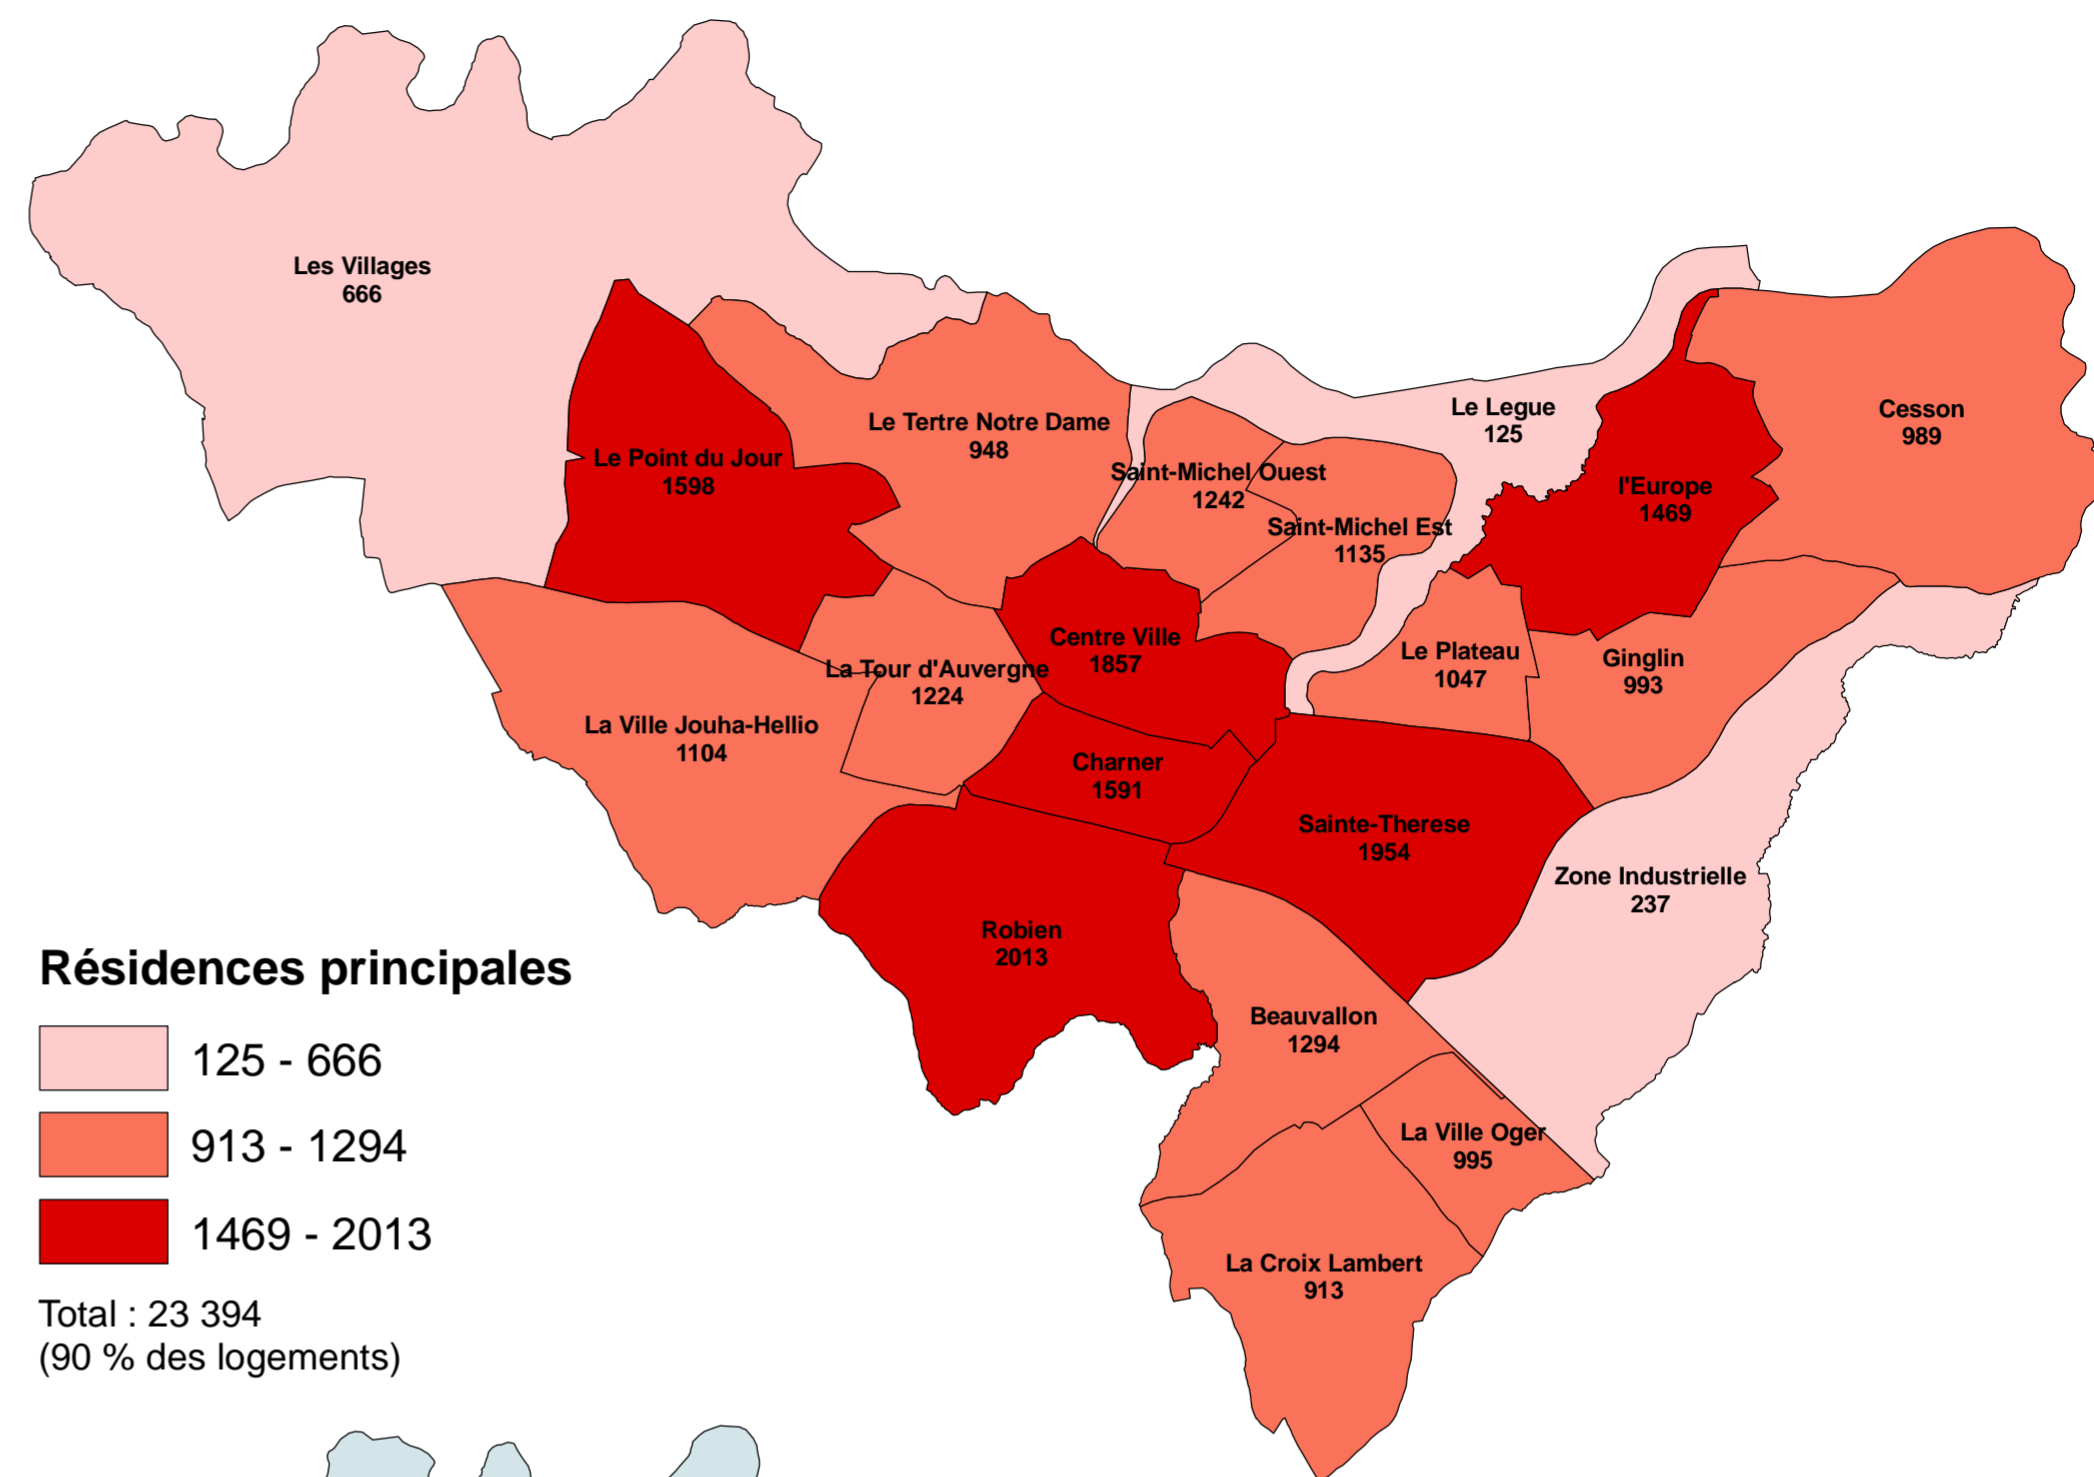 Les Villages
666
Le Point du Jour
1598
Le Tertre Notre Dame
948
Saint-Michel Ouest
1242
Saint-Michel Est
1135
Le Legue
125
l'Europe
1469
Cesson
989
La Ville Jouha-Hellio
1104
La Tour d'Auvergne
1224
Centre Ville
1857
Le Plateau
1047
Ginglin
993
Charner
1591
Sainte-Therese
1954
Zone Industrielle
237
Robien
2013
Beauvallon
1294
La Ville Oger
995
La Croix Lambert
913
Résidences principales
125 - 666
913 - 1294
1469 - 2013
Total : 23 394
(90 % des logements)